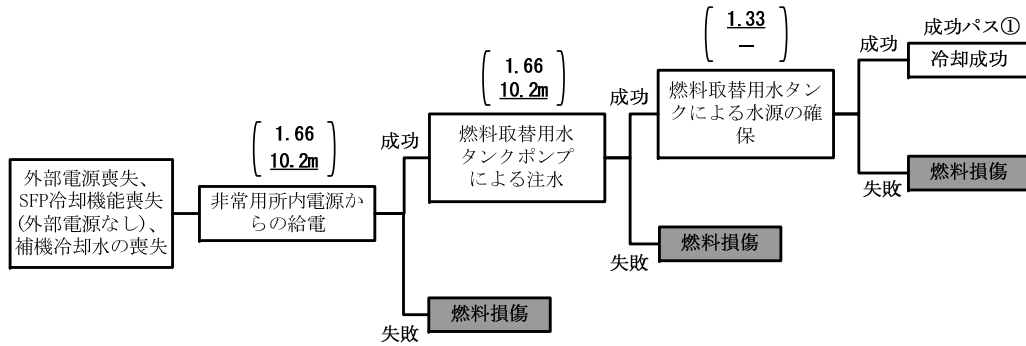 外部電源喪失、
SFP冷却機能喪失
(外部電源なし)、
補機冷却水の喪失
1.66
10.2m
非常用所内電源か
らの給電
成功
失敗
燃料損傷
1.66
10.2m
燃料取替用水
タンクポンプ
による注水
成功
失敗
燃料損傷
1.33
—
燃料取替用水タン
クによる水源の確
保
成功
成功パス①
冷却成功
失敗
燃料損傷